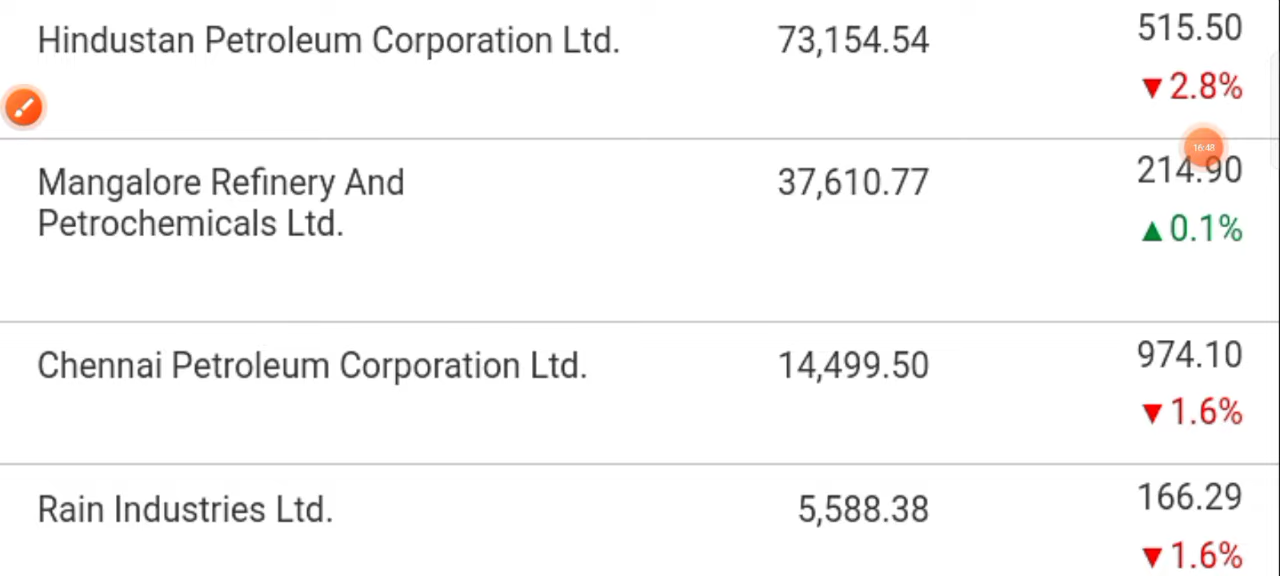 Hindustan Petroleum Corporation Ltd. 73,154.54 515.50
▼2.8%
16:48
Mangalore Refinery And 37,610.77 214.90
Petrochemicals Ltd. ▲0.1%
Chennai Petroleum Corporation Ltd. 14,499.50 974.10
▼1.6%
Rain Industries Ltd. 5,588.38 166.29
▼1.6%